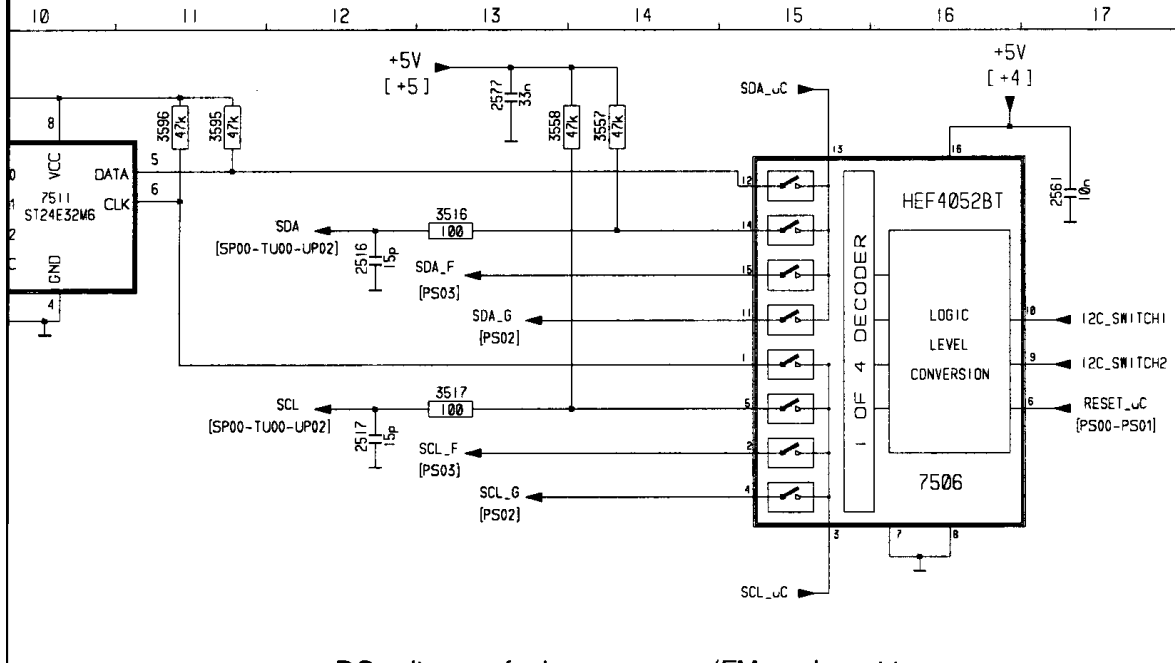 10 11 12 13 14 15 16 17
+5V
[+5]
2577
33n
3558
47k
3557
47k
SDA_uC
+5V
[+4]
3596
47k
3595
47k
8
VCC
DATA
5
CLK
6
7511
ST24E32M6
GND
4
0
2
C
SDA
[SP00-TU00-UP02]
3516
100
2516
15p
SDA_F
[PS03]
SDA_G
[PS02]
SCL
[SP00-TU00-UP02]
3517
100
2517
15p
SCL_F
[PS03]
SCL_G
[PS02]
12
14
15
11
1
5
2
4
13
16
3
7
8
1 OF 4 DECODER
HEF4052BT
LOGIC
LEVEL
CONVERSION
7506
2561
10n
10
I2C_SWITCH1
9
I2C_SWITCH2
6
RESET_uC
[PS00-PS01]
SCL_uC